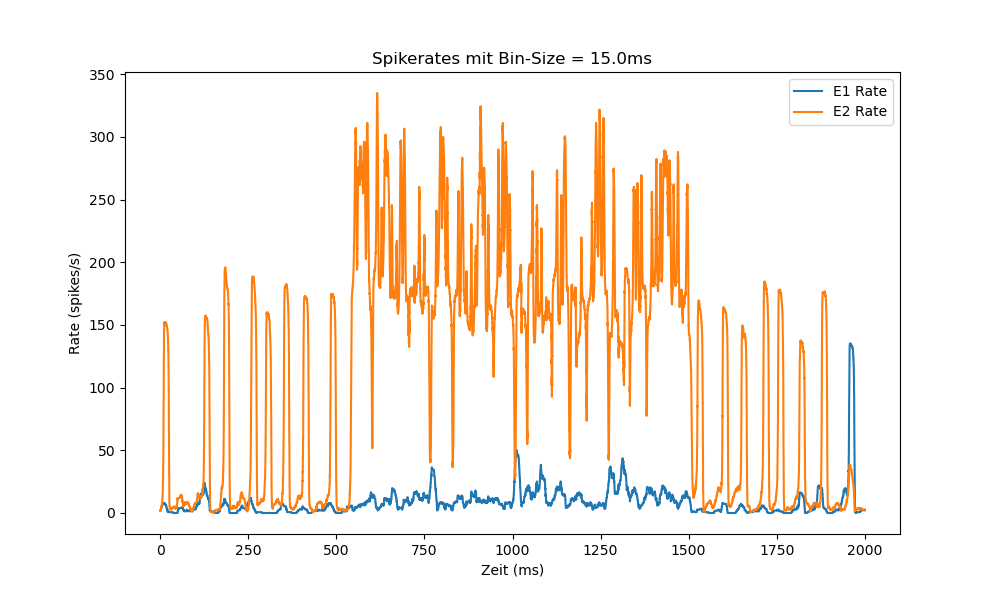 Spikerates mit Bin-Size = 15.0ms
350
300
250
200
150
100
50
0
Rate (spikes/s)
E1 Rate
E2 Rate
0 250 500 750 1000 1250 1500 1750 2000
Zeit (ms)